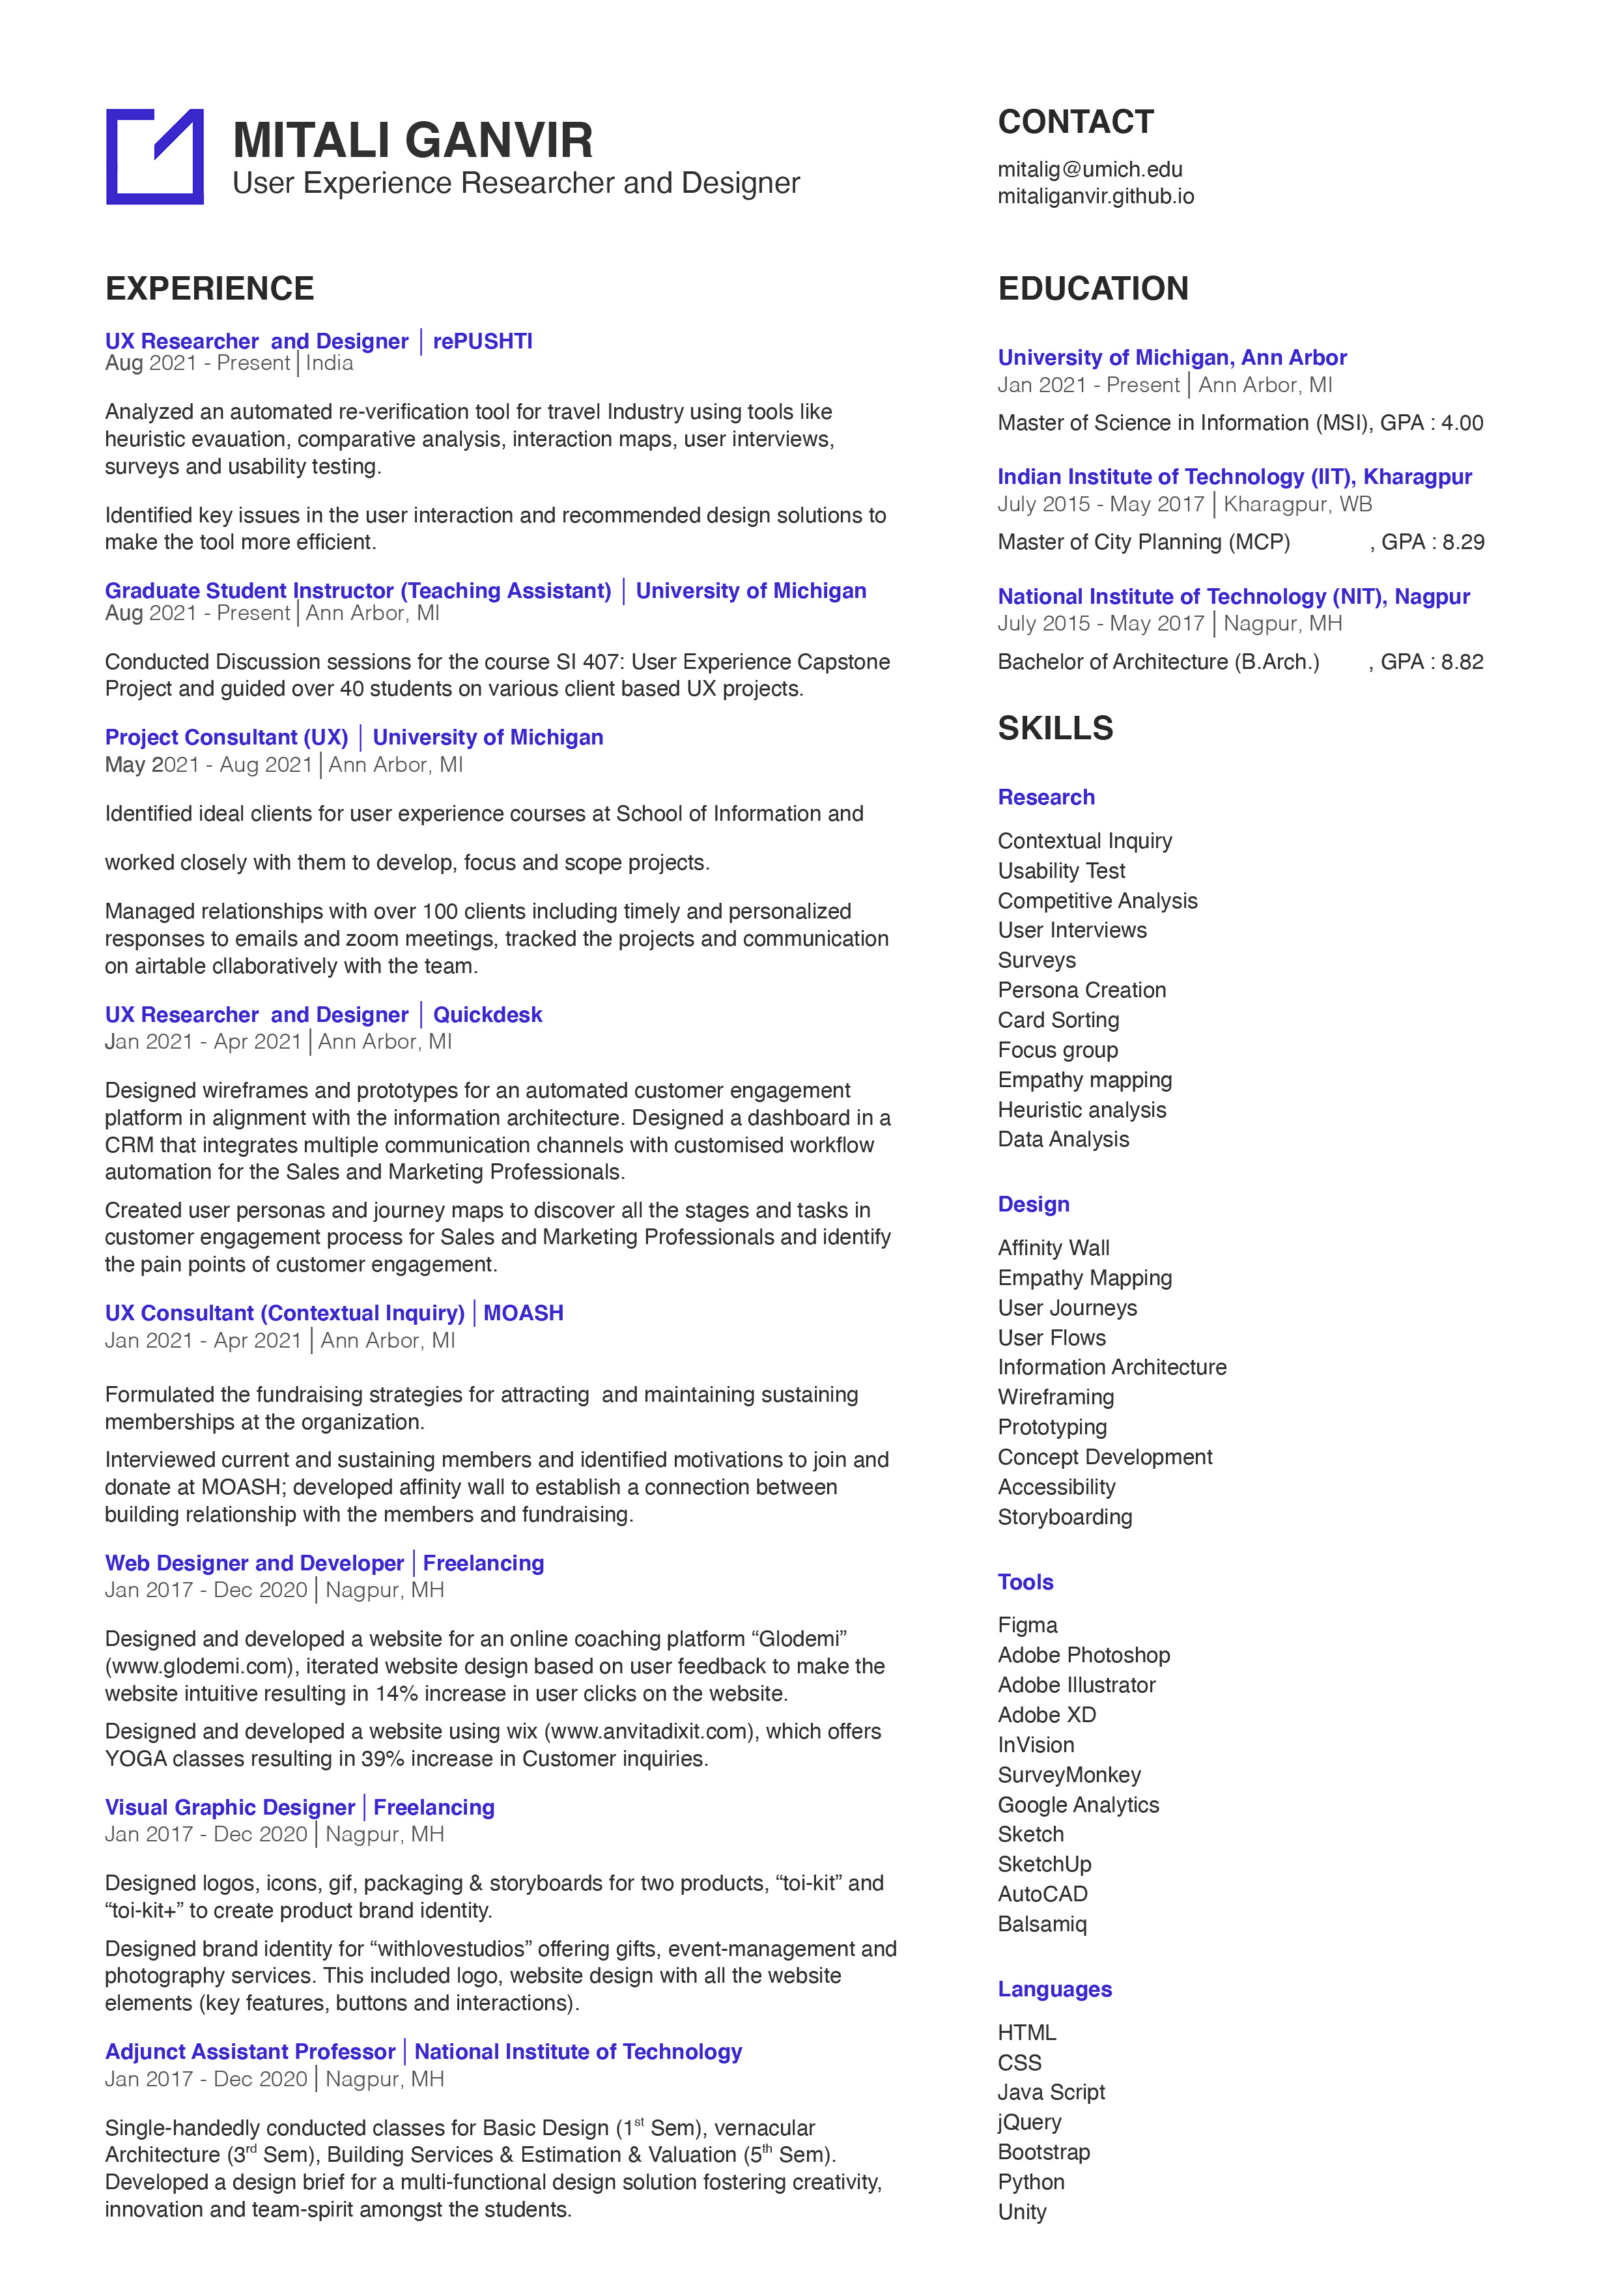 MITALI GANVIR
User Experience Researcher and Designer
CONTACT
mitalig@umich.edu
mitaliganvir.github.io
EXPERIENCE
UX Researcher  and Designer | rePUSHTI
Aug 2021 - Present | India
Analyzed an automated re-verification tool for travel Industry using tools like
heuristic evauation, comparative analysis, interaction maps, user interviews,
surveys and usability testing.
Identified key issues in the user interaction and recommended design solutions to
make the tool more efficient.
Graduate Student Instructor (Teaching Assistant) | University of Michigan
Aug 2021 - Present | Ann Arbor, MI
Conducted Discussion sessions for the course SI 407: User Experience Capstone
Project and guided over 40 students on various client based UX projects.
Project Consultant (UX) | University of Michigan
May 2021 - Aug 2021 | Ann Arbor, MI
Identified ideal clients for user experience courses at School of Information and
worked closely with them to develop, focus and scope projects.
Managed relationships with over 100 clients including timely and personalized
responses to emails and zoom meetings, tracked the projects and communication
on airtable cllaboratively with the team.
UX Researcher  and Designer | Quickdesk
Jan 2021 - Apr 2021 | Ann Arbor, MI
Designed wireframes and prototypes for an automated customer engagement
platform in alignment with the information architecture. Designed a dashboard in a
CRM that integrates multiple communication channels with customised workflow
automation for the Sales and Marketing Professionals.
Created user personas and journey maps to discover all the stages and tasks in
customer engagement process for Sales and Marketing Professionals and identify
the pain points of customer engagement.
UX Consultant (Contextual Inquiry) | MOASH
Jan 2021 - Apr 2021 | Ann Arbor, MI
Formulated the fundraising strategies for attracting  and maintaining sustaining
memberships at the organization.
Interviewed current and sustaining members and identified motivations to join and
donate at MOASH; developed affinity wall to establish a connection between
building relationship with the members and fundraising.
Web Designer and Developer | Freelancing
Jan 2017 - Dec 2020 | Nagpur, MH
Designed and developed a website for an online coaching platform “Glodemi”
(www.glodemi.com), iterated website design based on user feedback to make the
website intuitive resulting in 14% increase in user clicks on the website.
Designed and developed a website using wix (www.anvitadixit.com), which offers
YOGA classes resulting in 39% increase in Customer inquiries.
Visual Graphic Designer | Freelancing
Jan 2017 - Dec 2020 | Nagpur, MH
Designed logos, icons, gif, packaging & storyboards for two products, “toi-kit” and
“toi-kit+” to create product brand identity.
Designed brand identity for “withlovestudios” offering gifts, event-management and
photography services. This included logo, website design with all the website
elements (key features, buttons and interactions).
Adjunct Assistant Professor | National Institute of Technology
Jan 2017 - Dec 2020 | Nagpur, MH
Single-handedly conducted classes for Basic Design (1st Sem), vernacular
Architecture (3rd Sem), Building Services & Estimation & Valuation (5th Sem).
Developed a design brief for a multi-functional design solution fostering creativity,
innovation and team-spirit amongst the students.
EDUCATION
University of Michigan, Ann Arbor
Jan 2021 - Present | Ann Arbor, MI
Master of Science in Information (MSI), GPA : 4.00
Indian Institute of Technology (IIT), Kharagpur
July 2015 - May 2017 | Kharagpur, WB
Master of City Planning (MCP) , GPA : 8.29
National Institute of Technology (NIT), Nagpur
July 2015 - May 2017 | Nagpur, MH
Bachelor of Architecture (B.Arch.) , GPA : 8.82
SKILLS
Research
Contextual Inquiry
Usability Test
Competitive Analysis
User Interviews
Surveys
Persona Creation
Card Sorting
Focus group
Empathy mapping
Heuristic analysis
Data Analysis
Design
Affinity Wall
Empathy Mapping
User Journeys
User Flows
Information Architecture
Wireframing
Prototyping
Concept Development
Accessibility
Storyboarding
Tools
Figma
Adobe Photoshop
Adobe Illustrator
Adobe XD
InVision
SurveyMonkey
Google Analytics
Sketch
SketchUp
AutoCAD
Balsamiq
Languages
HTML
CSS
Java Script
jQuery
Bootstrap
Python
Unity